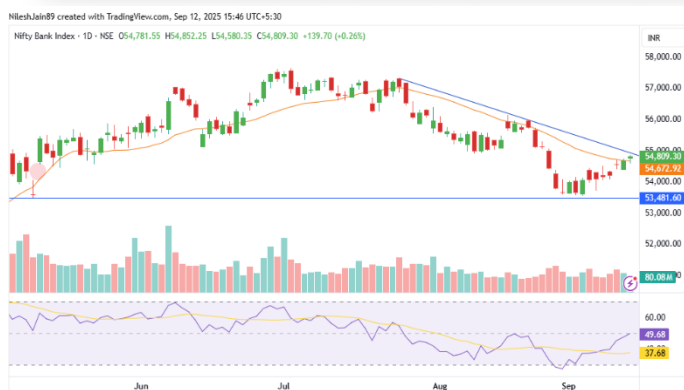 NileshJain89 created with TradingView.com, Sep 12, 2025 15:46 UTC+5:30
Nifty Bank Index · 1D · NSE O54,781.55 H54,852.25 L54,580.35 C54,809.30 +139.70 (+0.26%)
INR
58,000.00
57,000.00
56,000.00
55,000.00
54,809.30
54,672.92
54,000.00
53,481.60
53,000.00
52,000.00
80.08M
60.00
49.68
37.68
Jun Jul Aug Sep